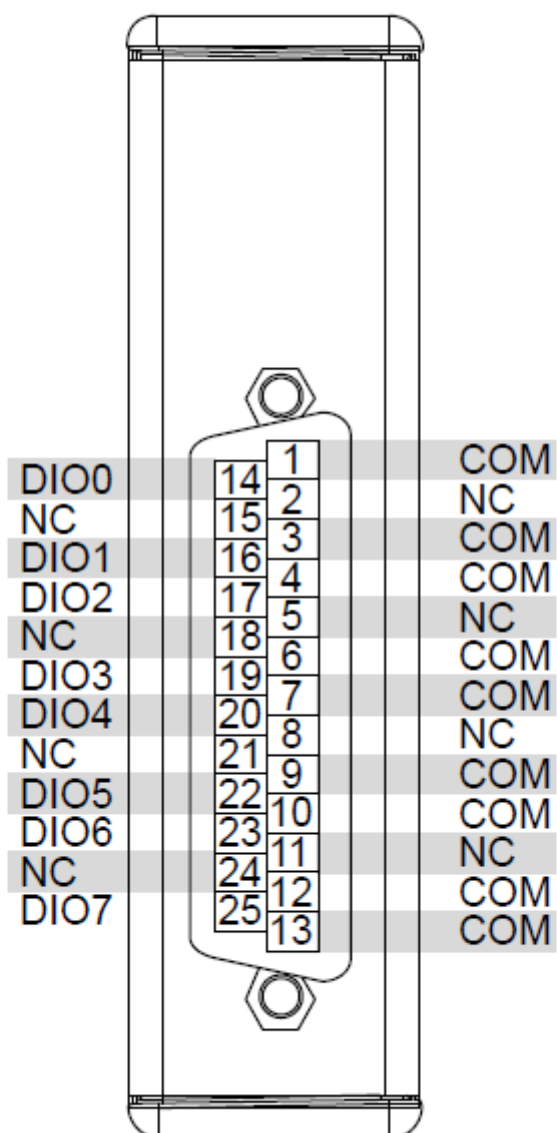 1 COM
DIO0 14
2 NC
NC 15
3 COM
DIO1 16
4 COM
DIO2 17
5 NC
NC 18
6 COM
DIO3 19
7 COM
DIO4 20
8 NC
NC 21
9 COM
DIO5 22
10 COM
DIO6 23
11 NC
NC 24
12 COM
DIO7 25
13 COM